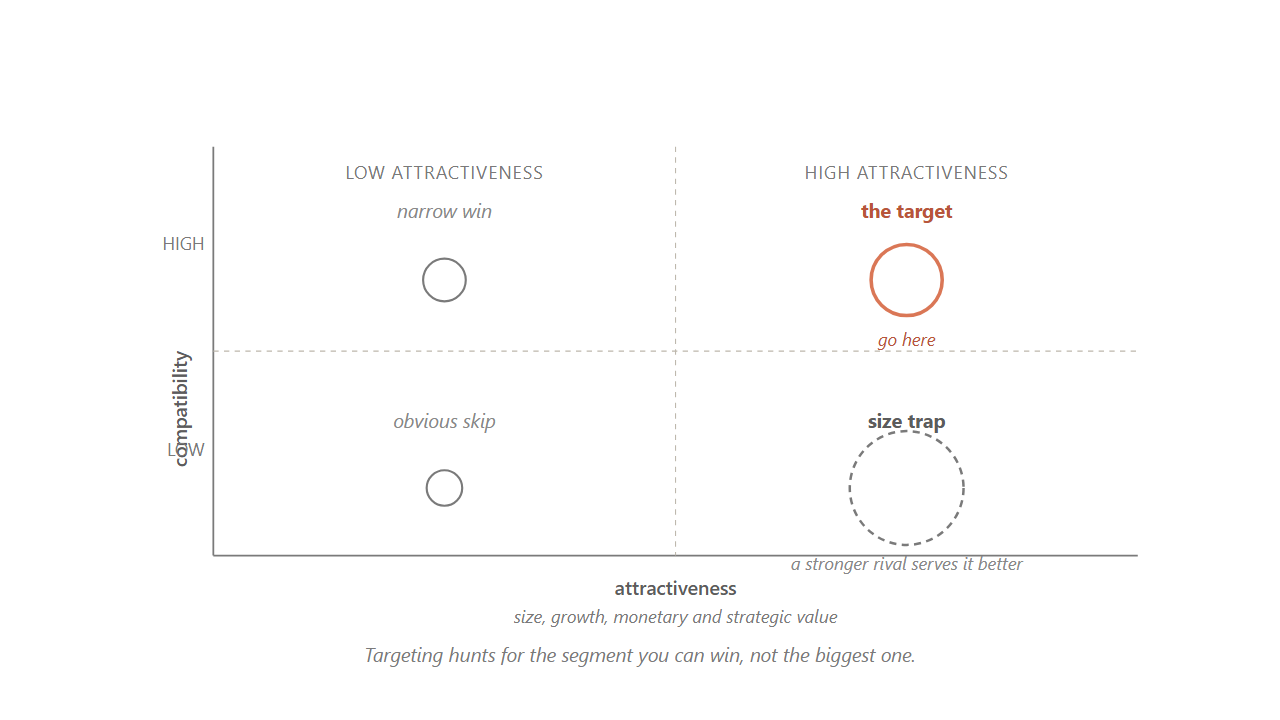 LOW ATTRACTIVENESS
HIGH ATTRACTIVENESS
narrow win
the target
HIGH
go here
compatibility
obvious skip
size trap
LOW
a stronger rival serves it better
attractiveness
size, growth, monetary and strategic value
Targeting hunts for the segment you can win, not the biggest one.